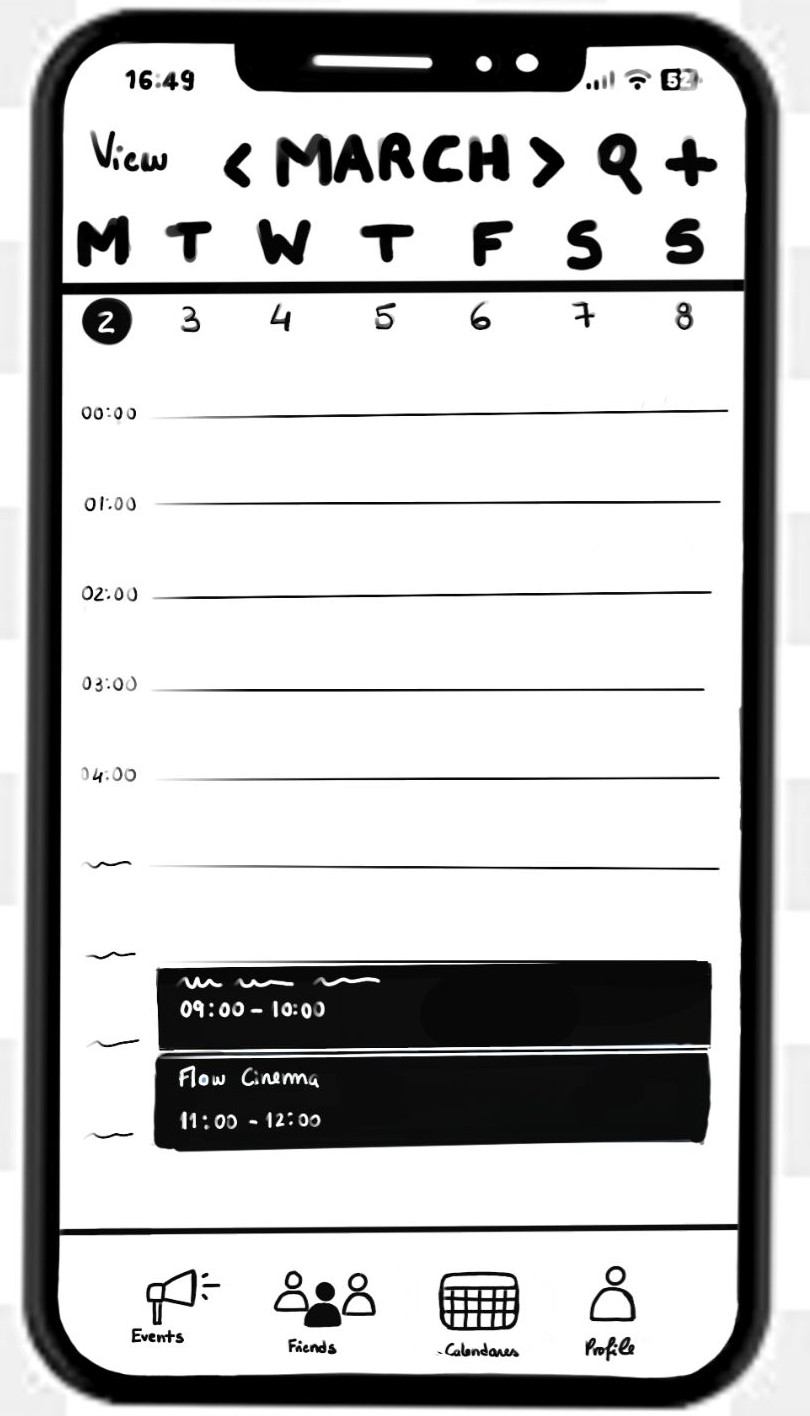 16:49 52
View < MARCH > Q +
M T W T F S S
2 3 4 5 6 7 8
00:00
01:00
02:00
03:00
04:00
09:00 - 10:00
Flow Cinema
11:00 - 12:00
Events Friends Calendares Profile